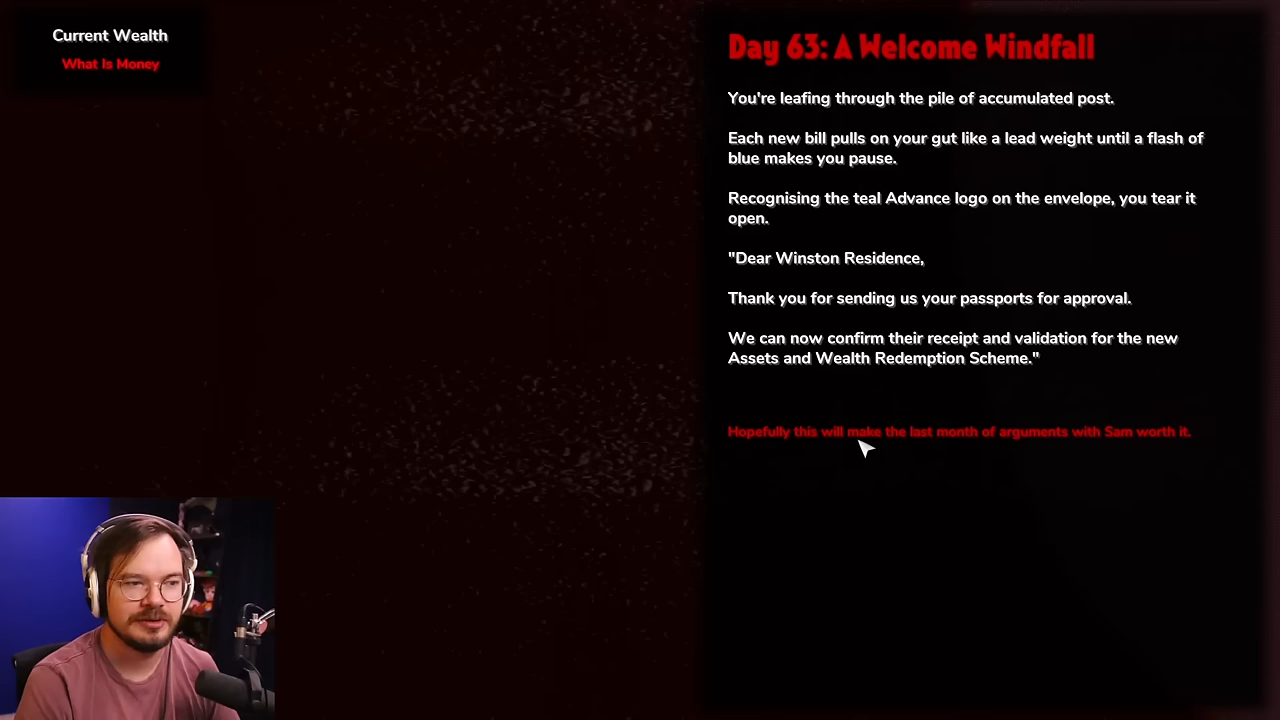 Current Wealth
What Is Money
Day 63: A Welcome Windfall
You're leafing through the pile of accumulated post.
Each new bill pulls on your gut like a lead weight until a flash of
blue makes you pause.
Recognising the teal Advance logo on the envelope, you tear it
open.
"Dear Winston Residence,
Thank you for sending us your passports for approval.
We can now confirm their receipt and validation for the new
Assets and Wealth Redemption Scheme."
Hopefully this will make the last month of arguments with Sam worth it.